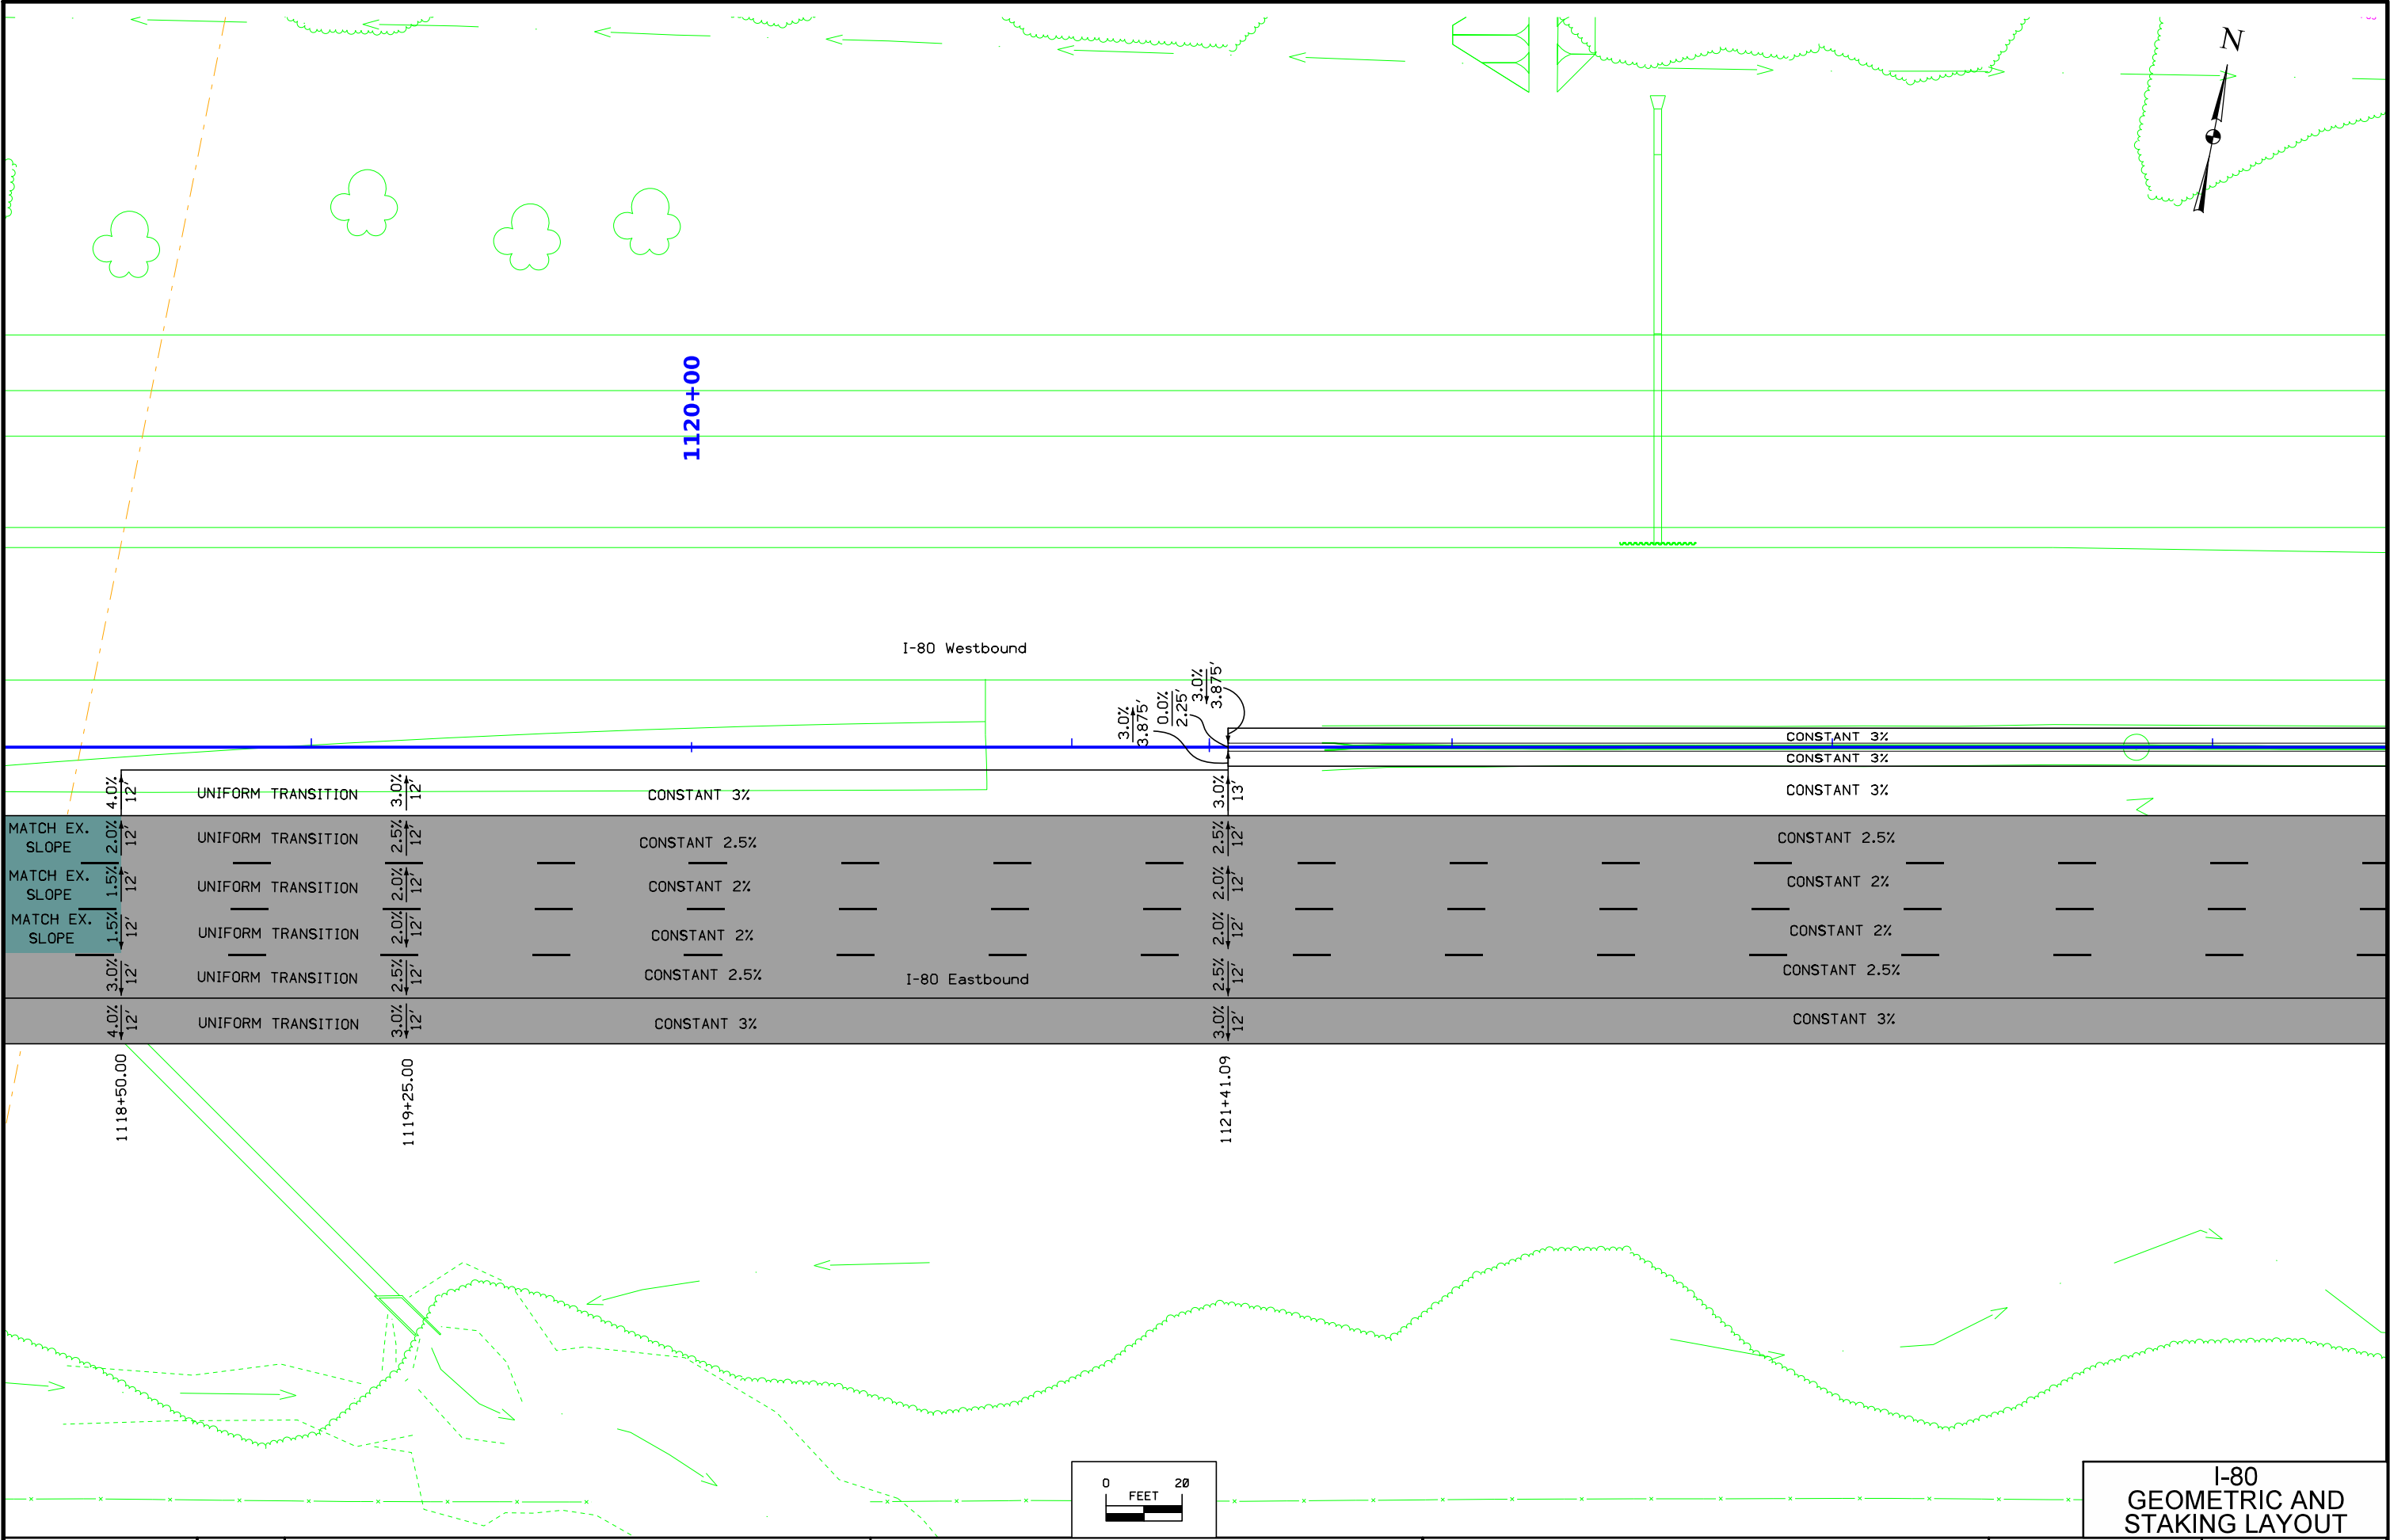 N
1120+00
I-80 Westbound
3.0%
3.875'
0.0%
2.25'
3.0%
3.875'
CONSTANT 3%
CONSTANT 3%
4.0%
12'
UNIFORM TRANSITION
3.0%
12'
CONSTANT 3%
3.0%
13'
CONSTANT 3%
MATCH EX.
SLOPE
2.0%
12'
UNIFORM TRANSITION
2.5%
12'
CONSTANT 2.5%
2.5%
12'
CONSTANT 2.5%
MATCH EX.
SLOPE
1.5%
12'
UNIFORM TRANSITION
2.0%
12'
CONSTANT 2%
2.0%
12'
CONSTANT 2%
MATCH EX.
SLOPE
1.5%
12'
UNIFORM TRANSITION
2.0%
12'
CONSTANT 2%
2.0%
12'
CONSTANT 2%
3.0%
12'
UNIFORM TRANSITION
2.5%
12'
CONSTANT 2.5%
I-80 Eastbound
2.5%
12'
CONSTANT 2.5%
4.0%
12'
UNIFORM TRANSITION
3.0%
12'
CONSTANT 3%
3.0%
12'
CONSTANT 3%
1118+50.00
1119+25.00
1121+41.09
0 20
FEET
I-80
GEOMETRIC AND
STAKING LAYOUT